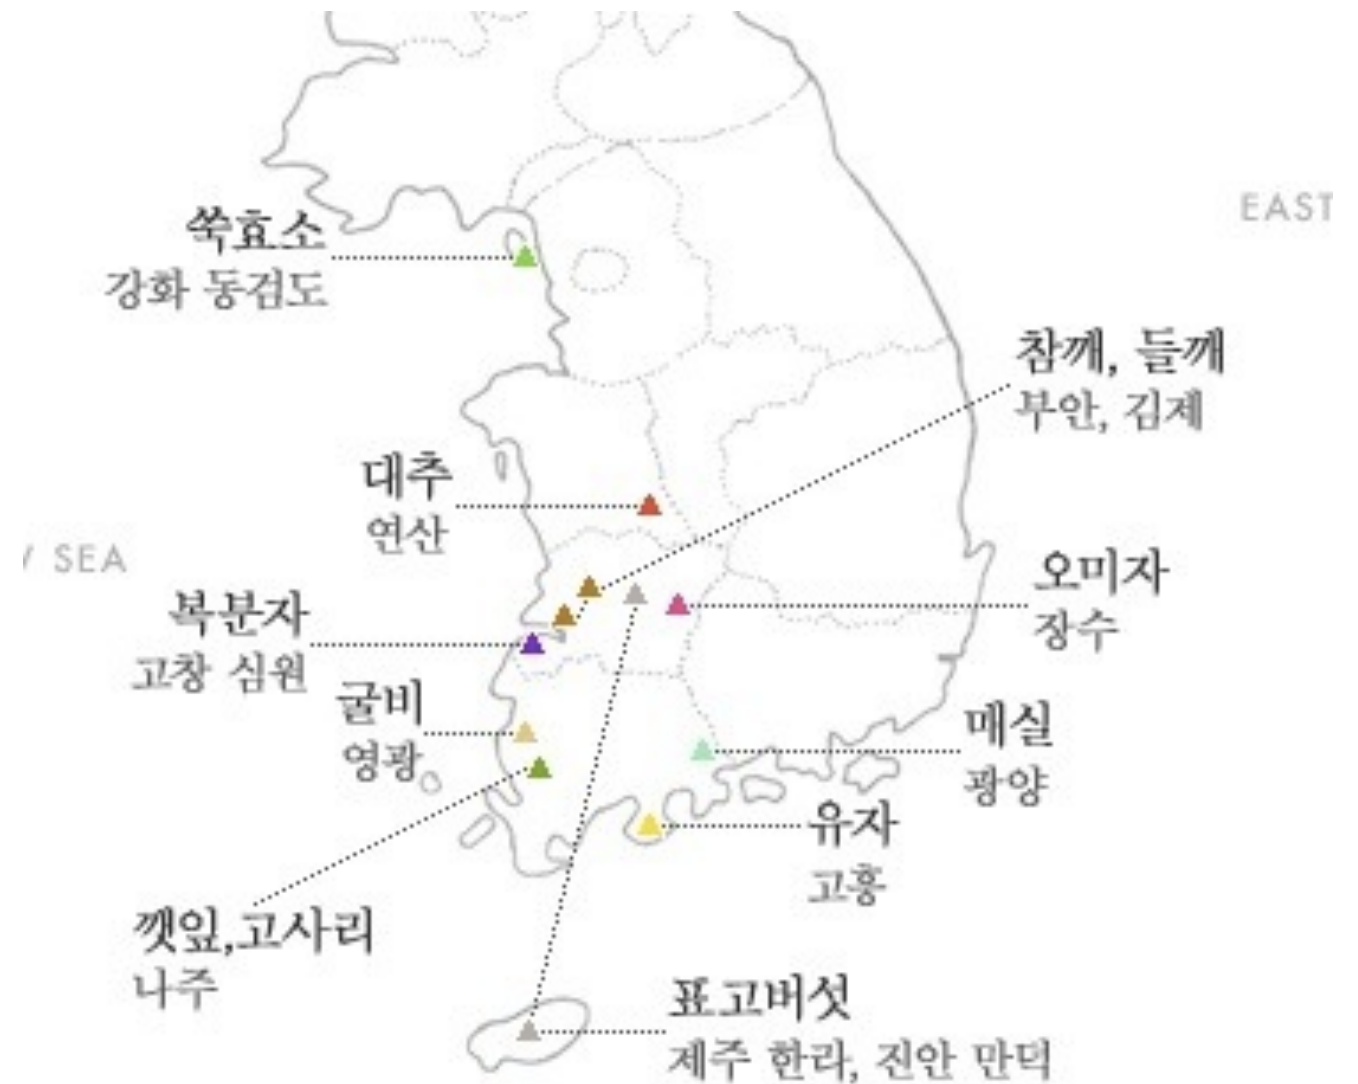 EAST
쑥효소
강화 동검도
참깨, 들깨
부안, 김제
대추
연산
SEA
오미자
장수
복분자
고창 심원
굴비
영광
매실
광양
유자
고흥
깻잎,고사리
나주
표고버섯
제주 한라, 진안 만덕